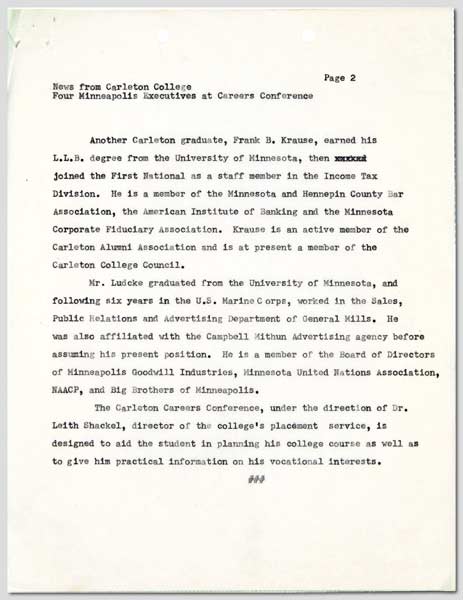 Page 2
News from Carleton College
Four Minneapolis Executives at Careers Conference
Another Carleton graduate, Frank B. Krause, earned his
L.L.B. degree from the University of Minnesota, then xxxxxx
joined the First National as a staff member in the Income Tax
Division. He is a member of the Minnesota and Hennepin County Bar
Association, the American Institute of Banking and the Minnesota
Corporate Fiduciary Association. Krause is an active member of the
Carleton Alumni Association and is at present a member of the
Carleton College Council.
Mr. Ludcke graduated from the University of Minnesota, and
following six years in the U.S. Marine Corps, worked in the Sales,
Public Relations and Advertising Department of General Mills. He
was also affiliated with the Campbell Mithun Advertising agency before
assuming his present position. He is a member of the Board of Directors
of Minneapolis Goodwill Industries, Minnesota United Nations Association,
NAACP, and Big Brothers of Minneapolis.
The Carleton Careers Conference, under the direction of Dr.
Leith Shackel, director of the college's placement service, is
designed to aid the student in planning his college course as well as
to give him practical information on his vocational interests.
###